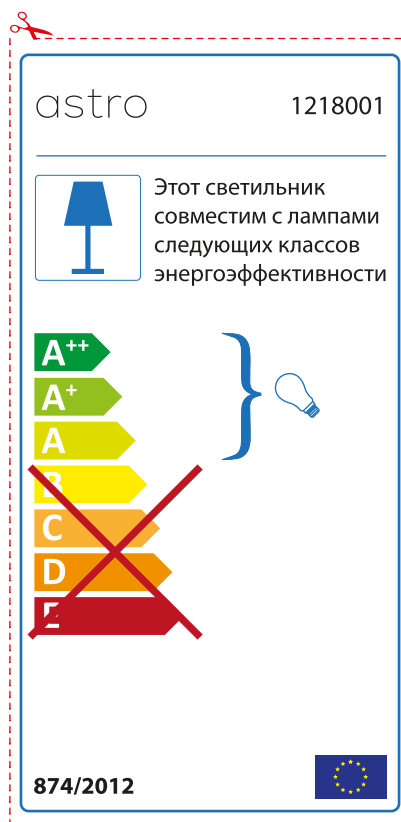 astro
1218001
Этот светильник
совместим с лампами
следующих классов
энергоэффективности
A++
A+
A
B
C
D
E
874/2012